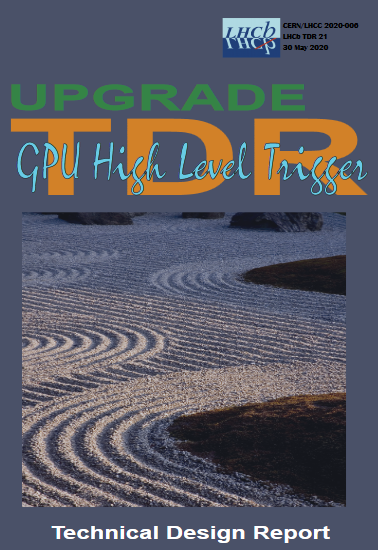 LHCb
CERN/LHCC 2020-006
LHCb TDR 21
30 May 2020
UPGRADE
TDR
GPU High Level Trigger
Technical Design Report